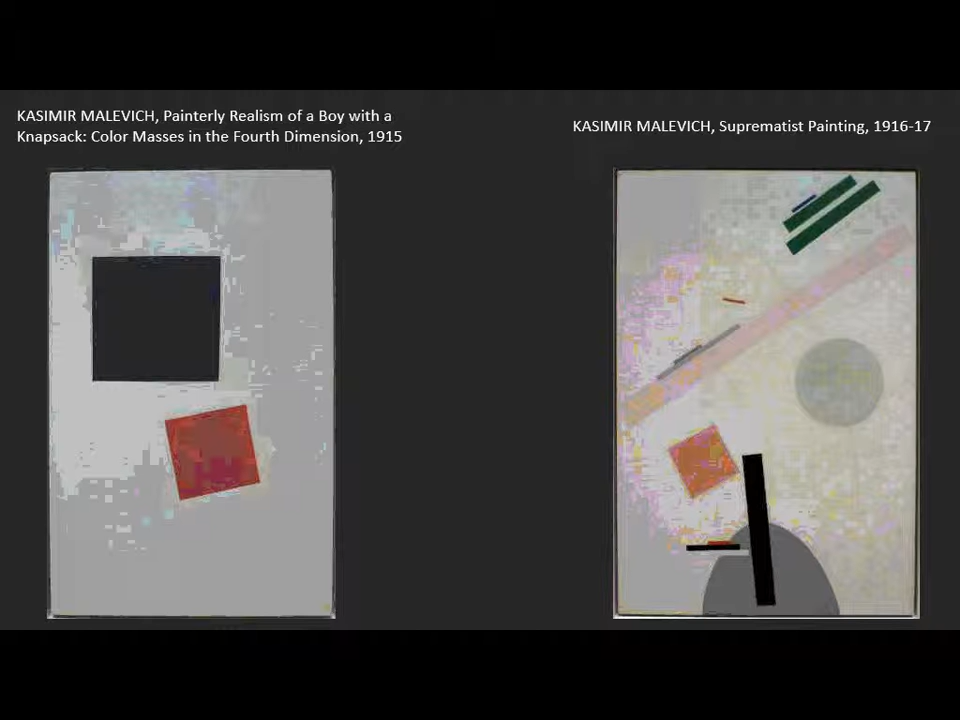 KASIMIR MALEVICH, Painterly Realism of a Boy with a
Knapsack: Color Masses in the Fourth Dimension, 1915
KASIMIR MALEVICH, Suprematist Painting, 1916-17